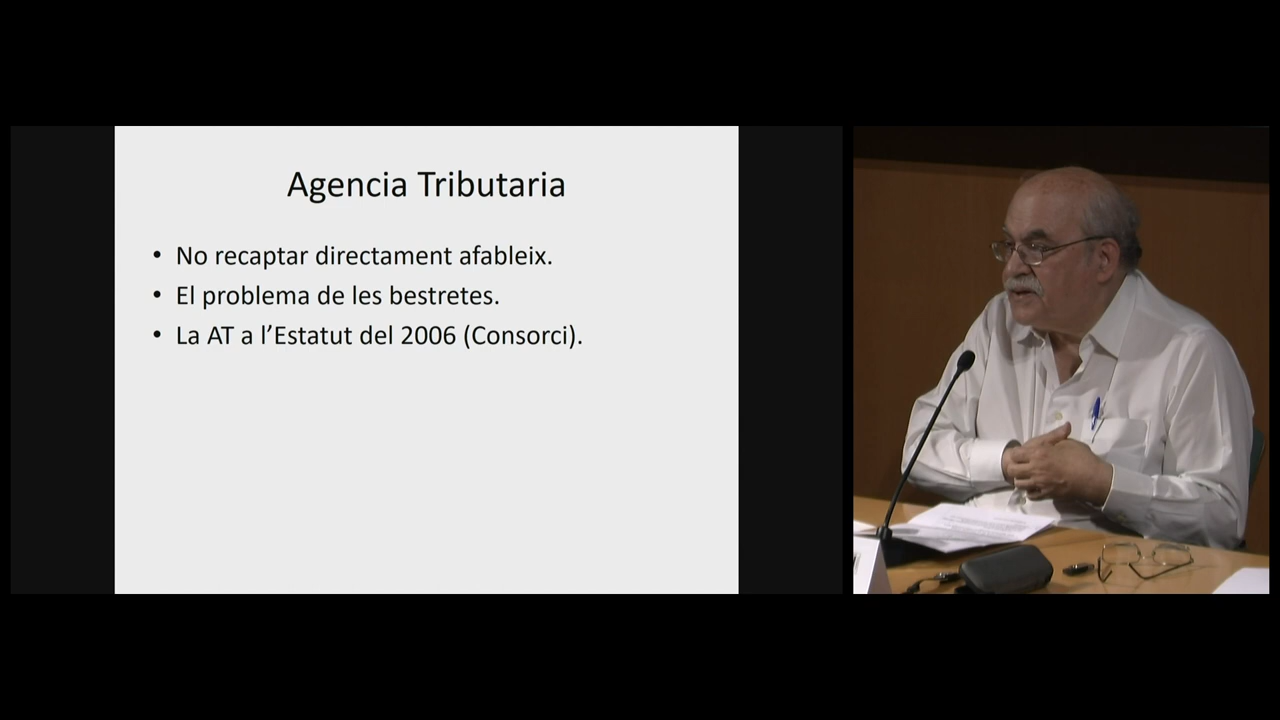 Agencia Tributaria
• No recaptar directament afableix.
• El problema de les bestretes.
• La AT a l’Estatut del 2006 (Consorci).